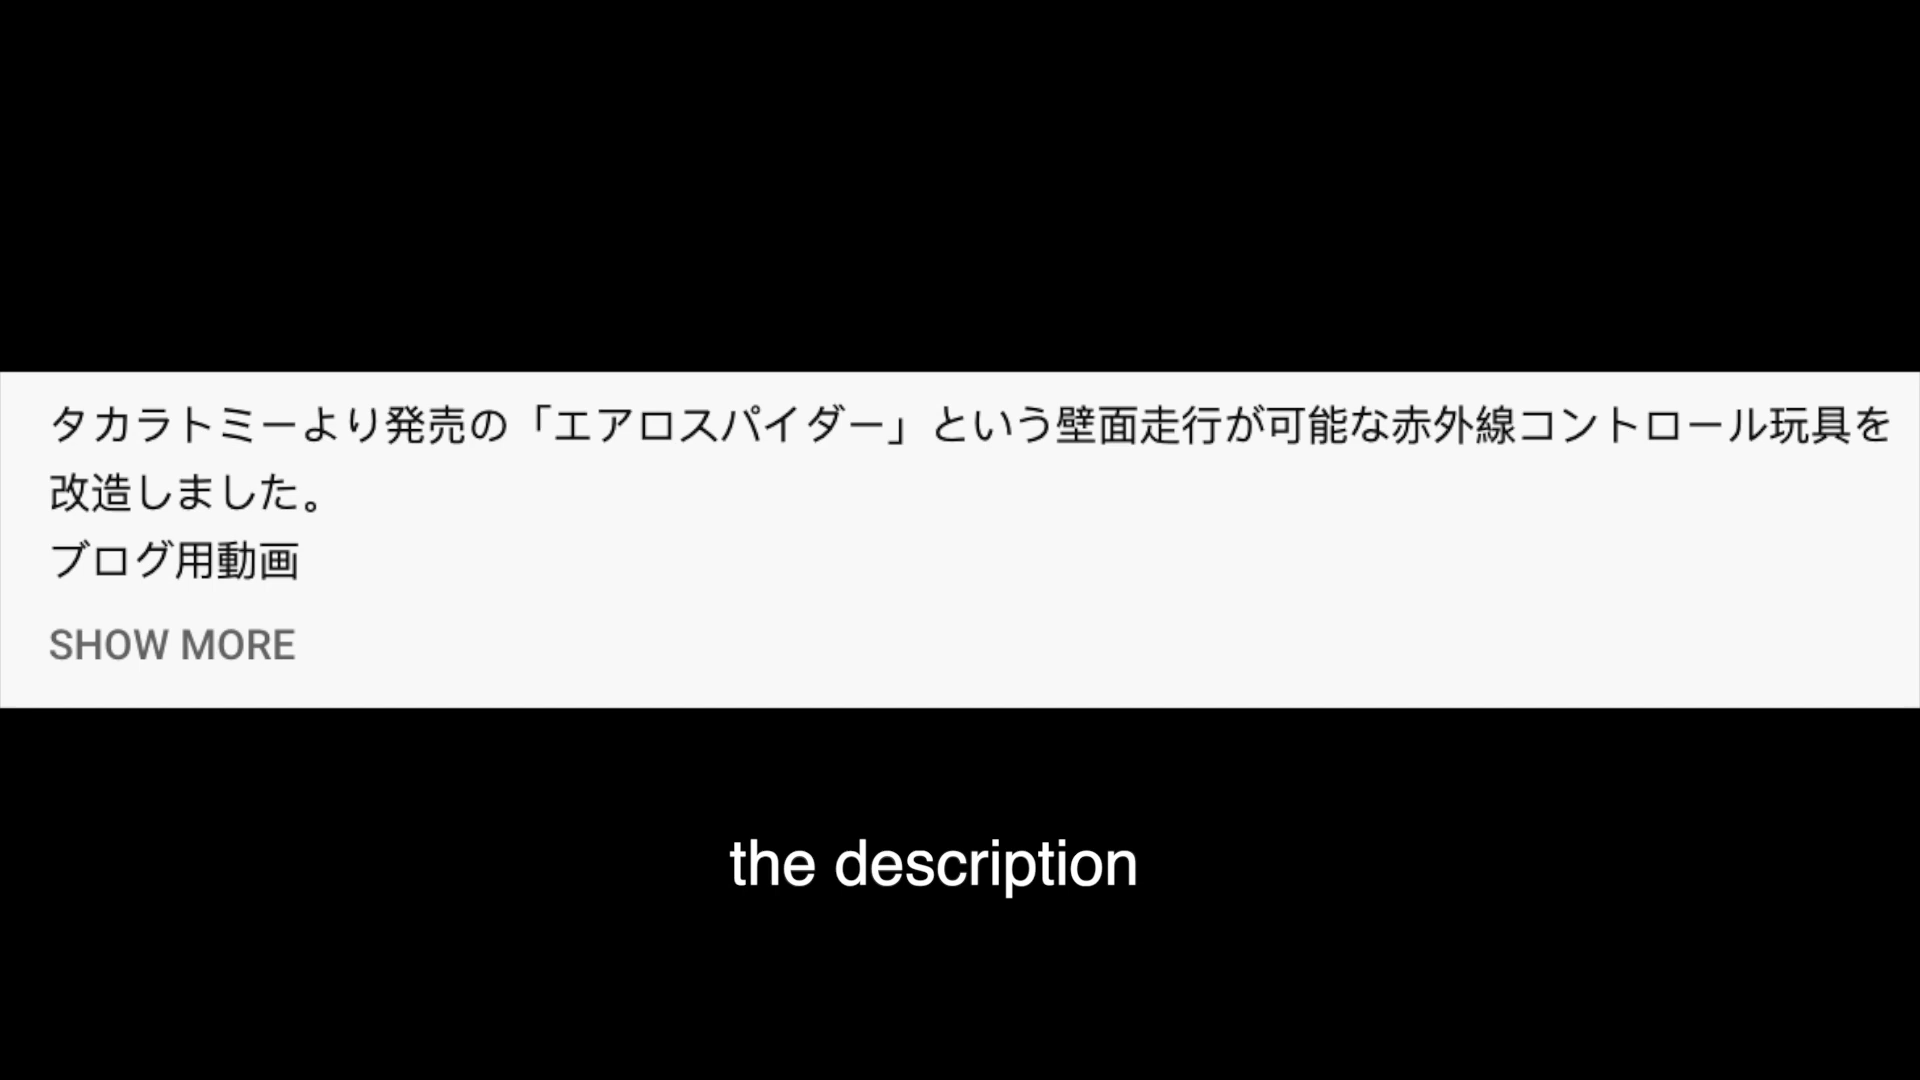 タカラトミーより発売の「エアロスパイダー」という壁面走行が可能な赤外線コントロール玩具を
改造しました。
ブログ用動画
SHOW MORE
the description